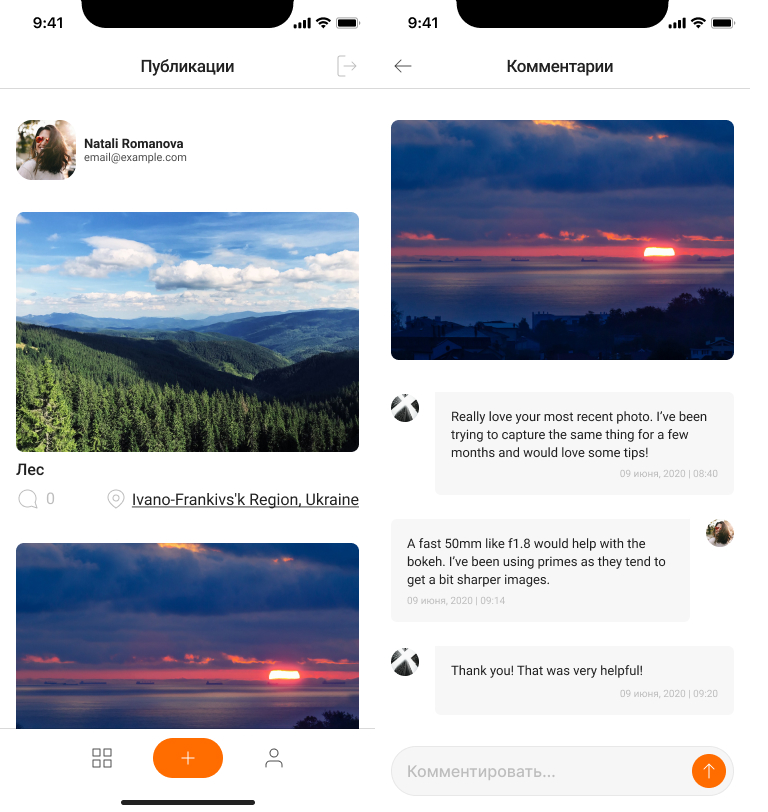 9:41
Публикации
Natali Romanova
email@example.com
Лес
0
Ivano-Frankivs'k Region, Ukraine
9:41
Комментарии
Really love your most recent photo. I’ve been
trying to capture the same thing for a few
months and would love some tips!
09 июня, 2020 | 08:40
A fast 50mm like f1.8 would help with the
bokeh. I’ve been using primes as they tend to
get a bit sharper images.
09 июня, 2020 | 09:14
Thank you! That was very helpful!
09 июня, 2020 | 09:20
Комментировать...